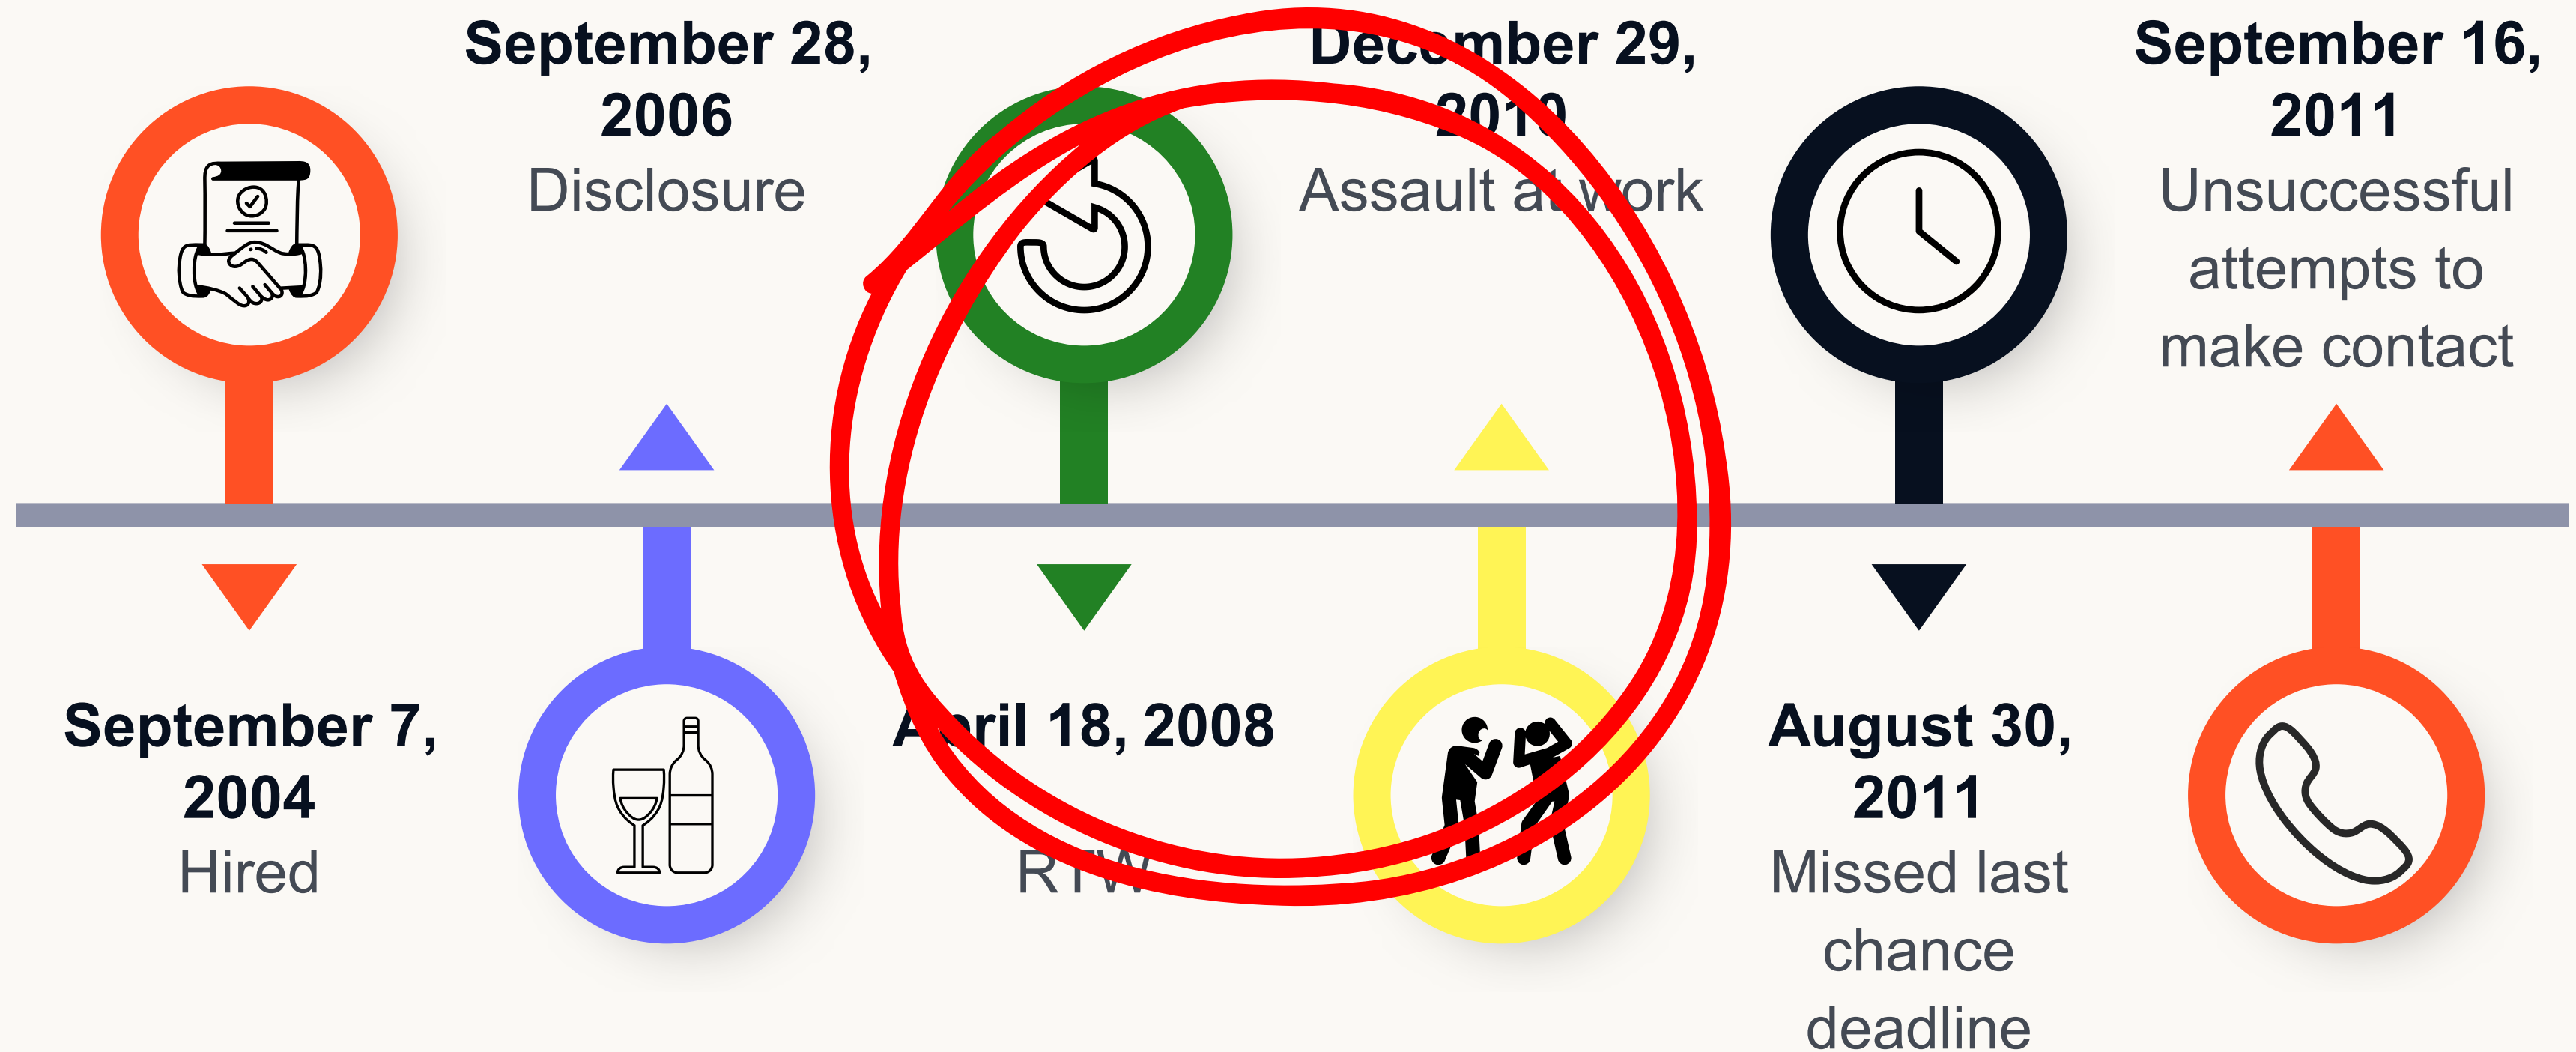 September 7,
2004
Hired
September 28,
2006
Disclosure
April 18, 2008
RTW
December 29,
2010
Assault at work
August 30,
2011
Missed last
chance
deadline
September 16,
2011
Unsuccessful
attempts to
make contact